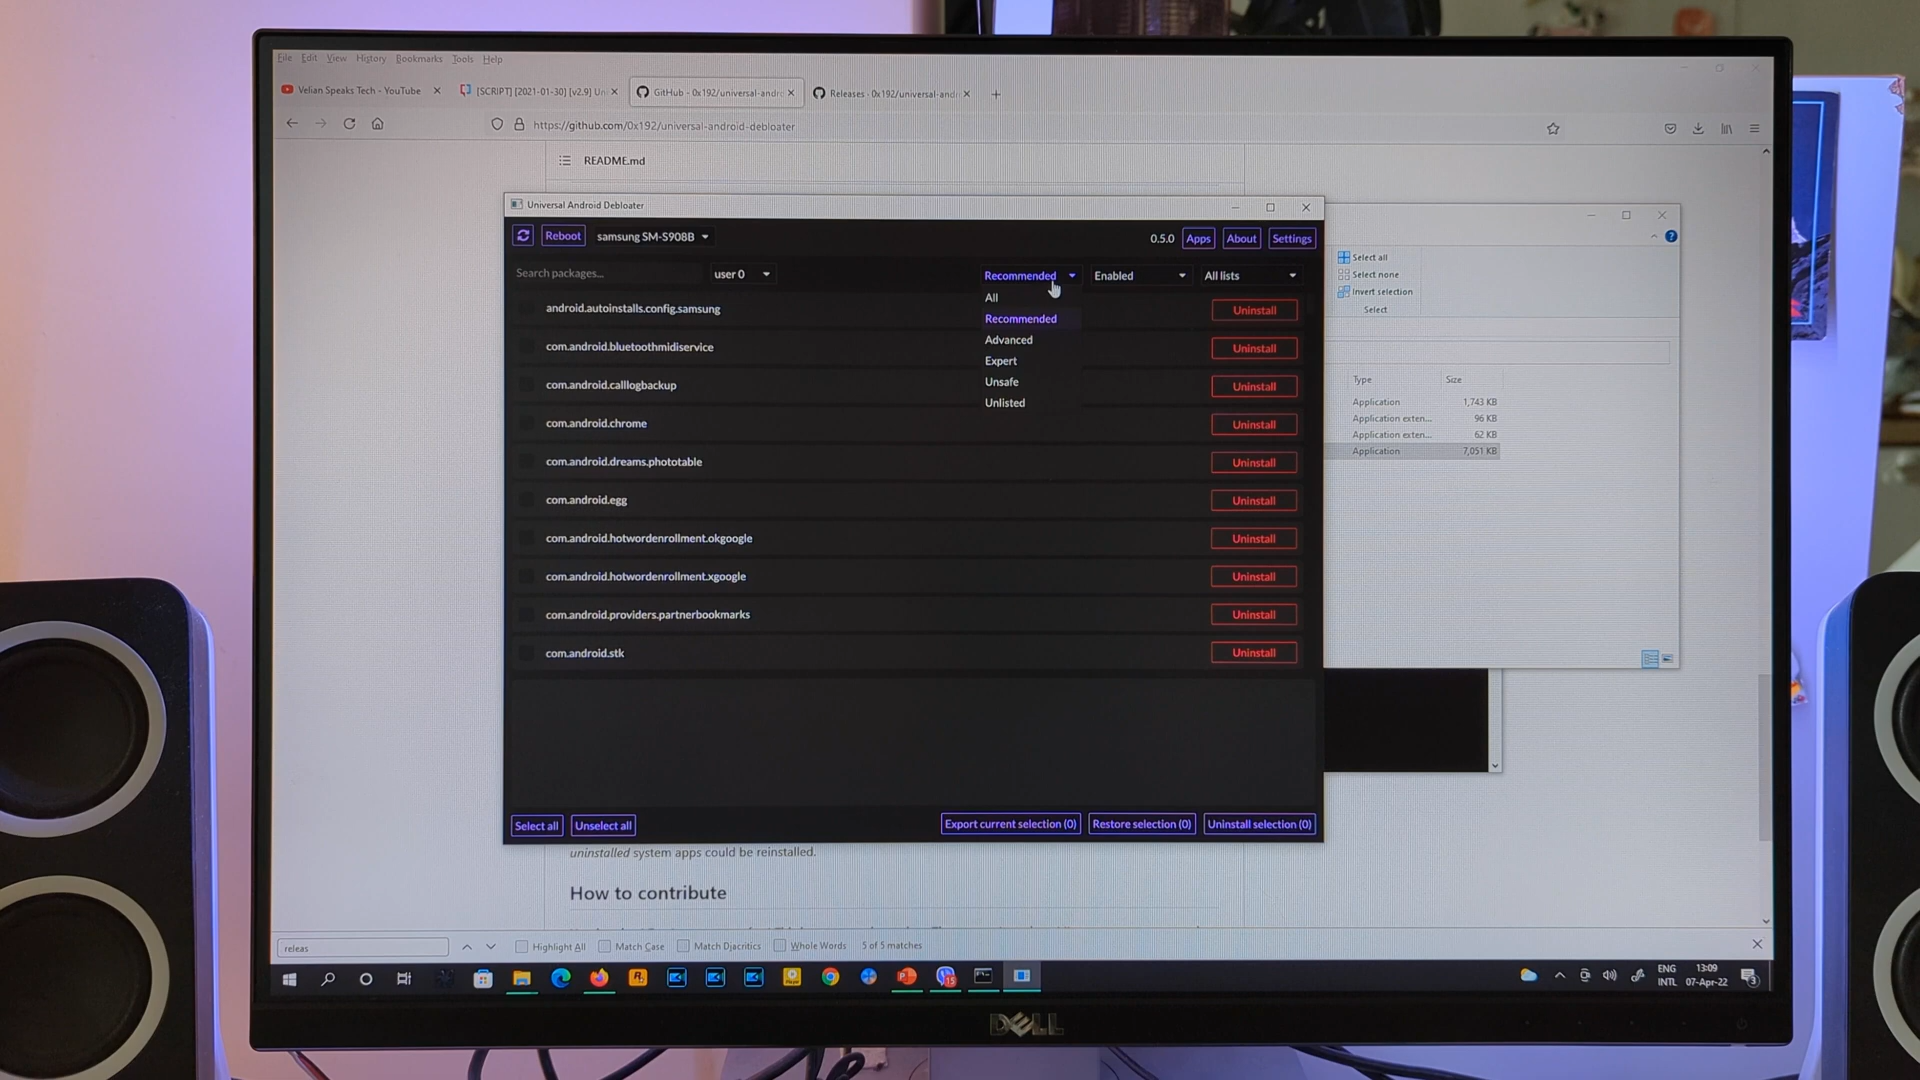 File Edit View History Bookmarks Tools Help
Velian Speaks Tech - YouTube
[SCRIPT] [2021-01-30] [v2.9] Un
GitHub - 0x192/universal-andro
Releases · 0x192/universal-andr
https://github.com/0x192/universal-android-debloater
README.md
Universal Android Debloater
Reboot samsung SM-S908B 0.5.0 Apps About Settings
Search packages... user 0 Recommended Enabled All lists
All
Recommended
Advanced
Expert
Unsafe
Unlisted
android.autoinstalls.config.samsung Uninstall
com.android.bluetoothmidiservice Uninstall
com.android.calllogbackup Uninstall
com.android.chrome Uninstall
com.android.dreams.phototable Uninstall
com.android.egg Uninstall
com.android.hotwordenrollment.okgoogle Uninstall
com.android.hotwordenrollment.xgoogle Uninstall
com.android.providers.partnerbookmarks Uninstall
com.android.stk Uninstall
Select all Unselect all Export current selection (0) Restore selection (0) Uninstall selection (0)
Select all
Select none
Invert selection
Select
Type Size
Application 1,743 KB
Application exten... 96 KB
Application exten... 62 KB
Application 7,051 KB
uninstalled system apps could be reinstalled.
How to contribute
releas Highlight All Match Case Match Diacritics Whole Words 5 of 5 matches
ENG 13:09
INTL 07-Apr-22
15
3
DELL